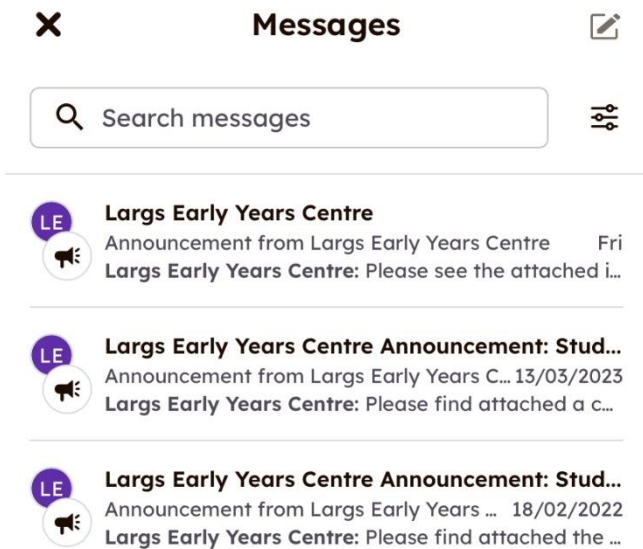 Messages
Search messages
LE
Largs Early Years Centre
Announcement from Largs Early Years Centre Fri
Largs Early Years Centre: Please see the attached i...
LE
Largs Early Years Centre Announcement: Stud...
Announcement from Largs Early Years C... 13/03/2023
Largs Early Years Centre: Please find attached a c...
LE
Largs Early Years Centre Announcement: Stud...
Announcement from Largs Early Years ... 18/02/2022
Largs Early Years Centre: Please find attached the ...